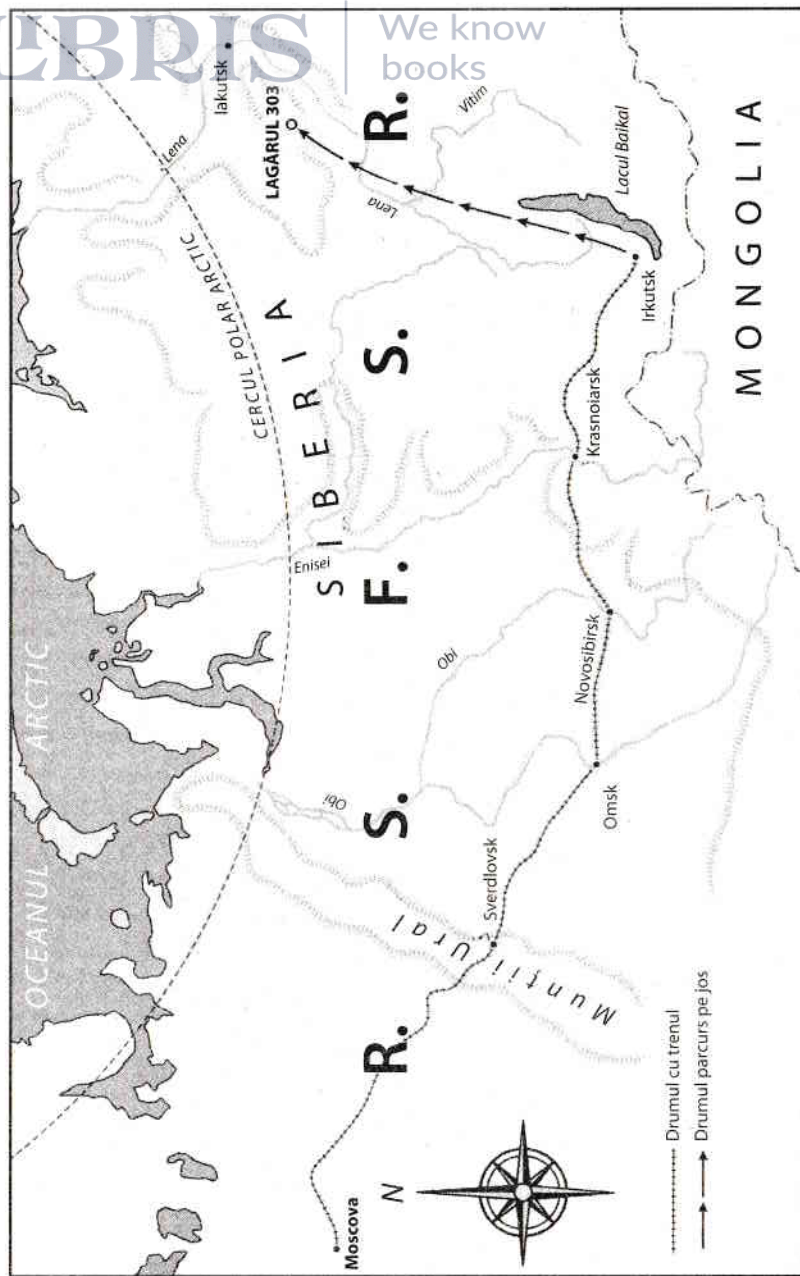 LIBRIS
We know
books
OCEANUL ARCTIC
CERCUL POLAR ARCTIC
Lena
Iakutsk
LAGĂRUL 303
SIBERIA
Enisei
R. S. F. S. R.
Obi
Obi
Lena
Vitim
Munţii Ural
Moscova
Sverdlovsk
Omsk
Novosibirsk
Krasnoiarsk
Irkutsk
Lacul Baikal
MONGOLIA
N
Drumul cu trenul
Drumul parcurs pe jos